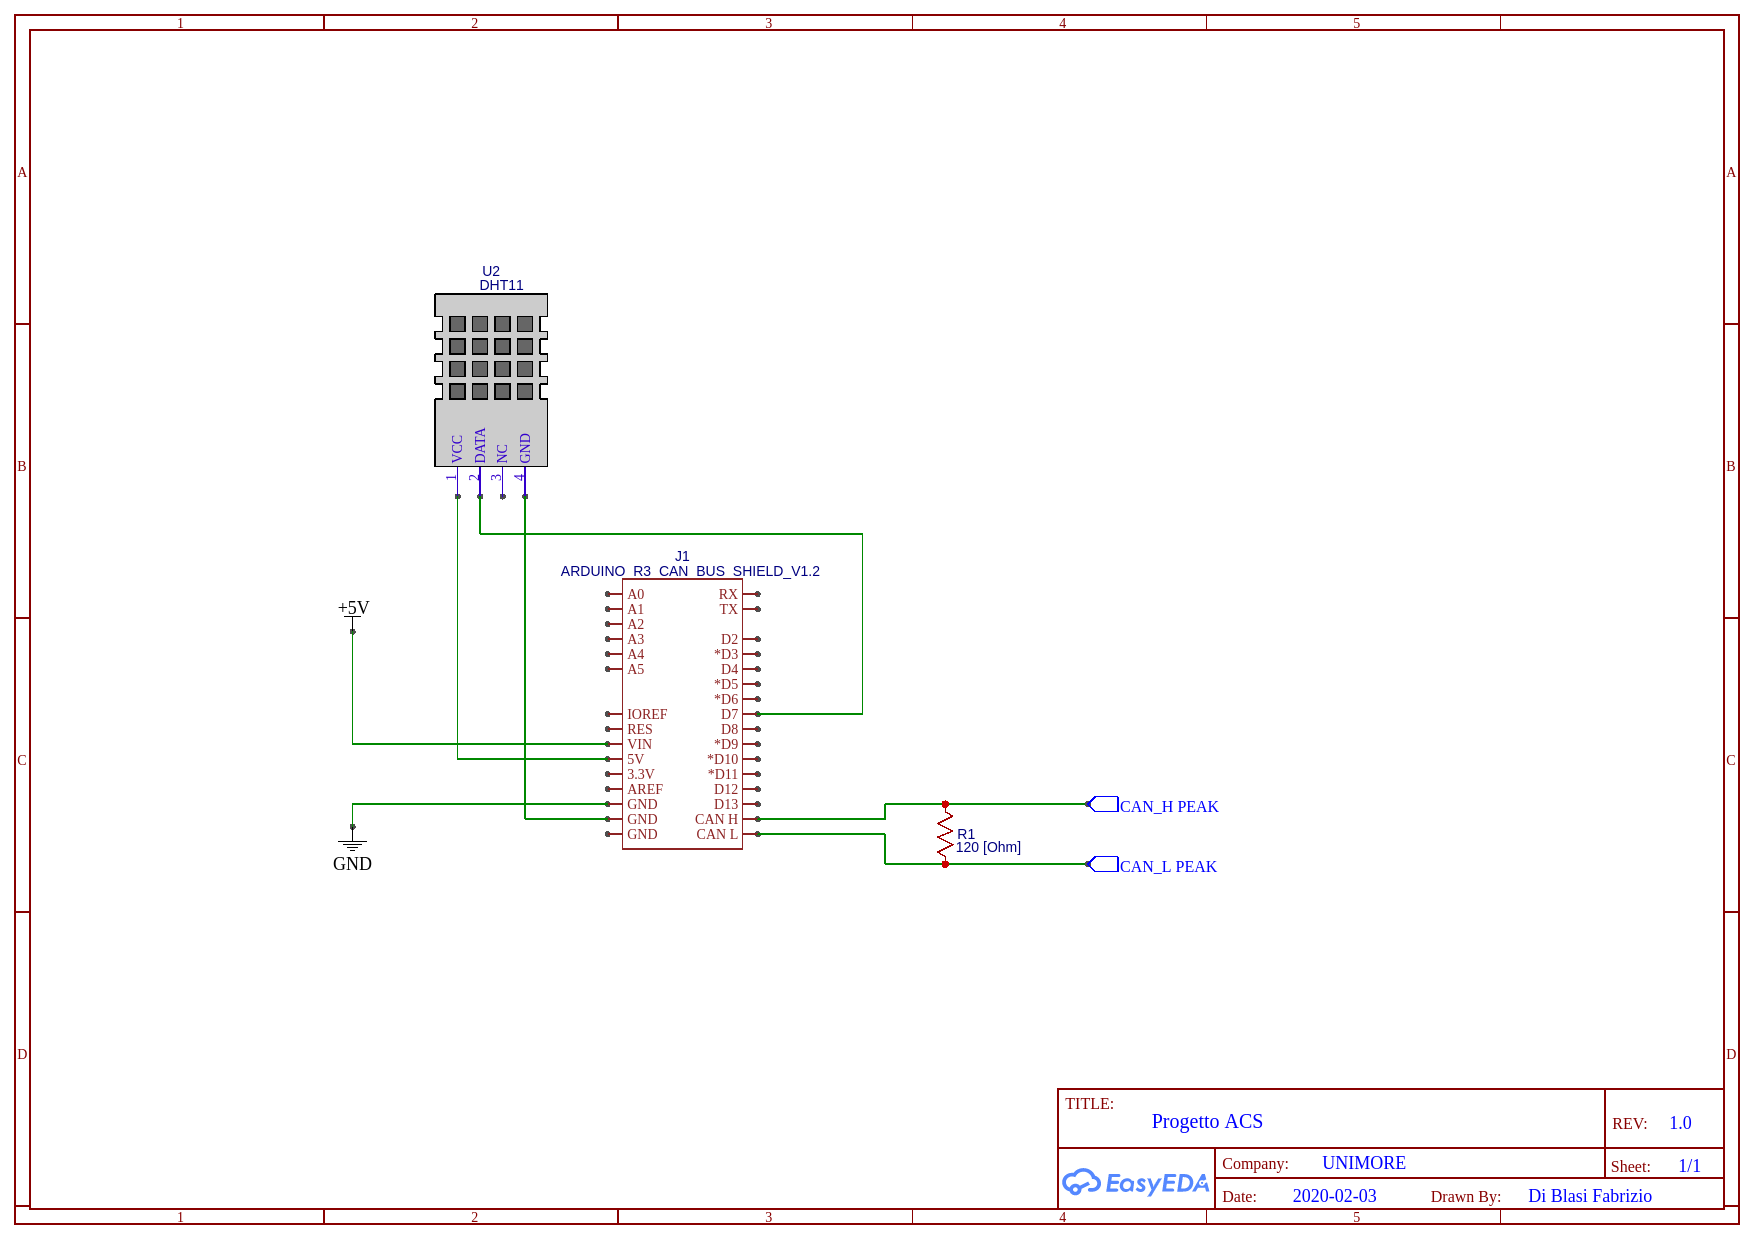 1 2 3 4 5
A A
B B
C C
D D
U2
DHT11
VCC DATA NC GND
1 2 3 4
J1
ARDUINO_R3_CAN_BUS_SHIELD_V1.2
+5V
A0 RX
A1 TX
A2
A3 D2
A4 *D3
A5 D4
*D5
*D6
IOREF D7
RES D8
VIN *D9
5V *D10
3.3V *D11
AREF D12
GND D13
GND CAN H
GND CAN L
GND
R1
120 [Ohm]
CAN_H PEAK
CAN_L PEAK
TITLE:
Progetto ACS
REV: 1.0
EasyEDA
Company: UNIMORE
Sheet: 1/1
Date: 2020-02-03 Drawn By: Di Blasi Fabrizio
1 2 3 4 5